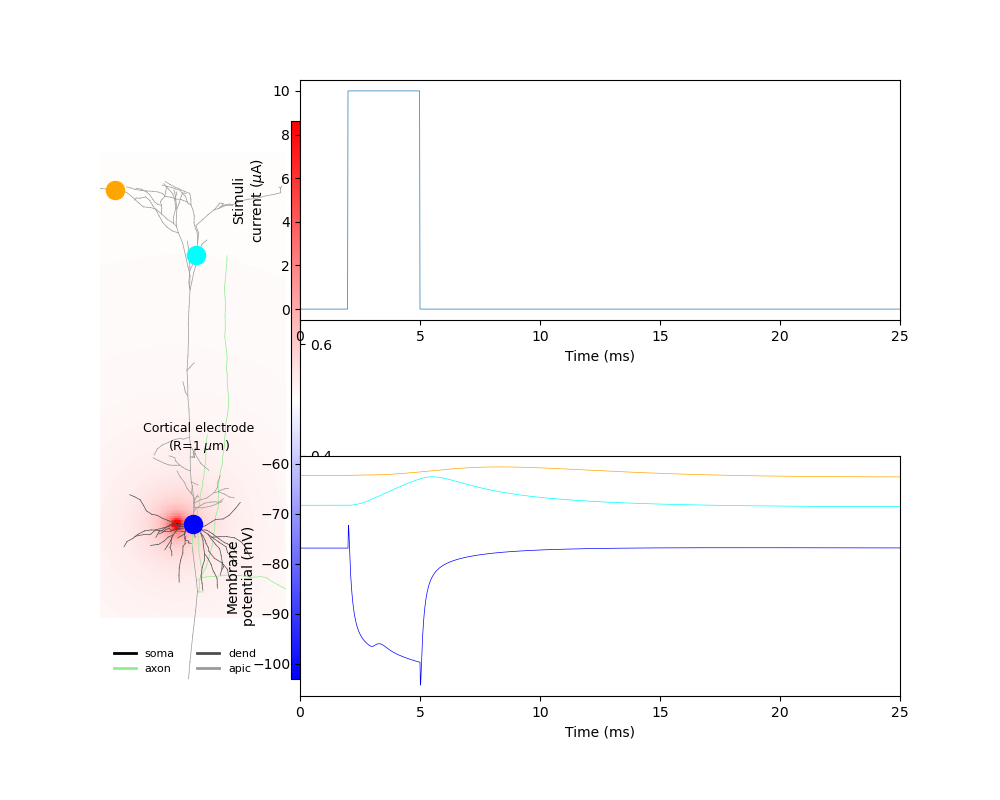 10
8
6
4
2
0
Stimuli
current (μA)
0 5 10 15 20 25
Time (ms)
0.6
Cortical electrode
(R=1 μm)
−60
−70
−80
−90
−100
Membrane
potential (mV)
0 5 10 15 20 25
Time (ms)
soma dend
axon apic